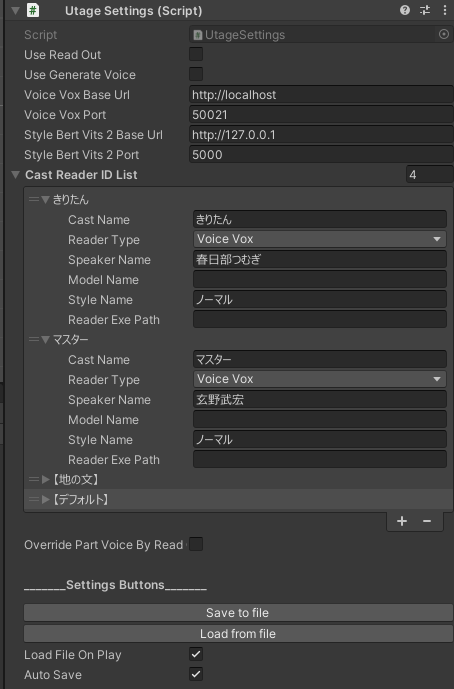 Utage Settings (Script)
Script UtageSettings
Use Read Out
Use Generate Voice
Voice Vox Base Url http://localhost
Voice Vox Port 50021
Style Bert Vits 2 Base Url http://127.0.0.1
Style Bert Vits 2 Port 5000
Cast Reader ID List 4
きりたん
Cast Name きりたん
Reader Type Voice Vox
Speaker Name 春日部つむぎ
Model Name
Style Name ノーマル
Reader Exe Path
マスター
Cast Name マスター
Reader Type Voice Vox
Speaker Name 玄野武宏
Model Name
Style Name ノーマル
Reader Exe Path
【地の文】
【デフォルト】
Override Part Voice By Read
_______Settings Buttons_______
Save to file
Load from file
Load File On Play
Auto Save